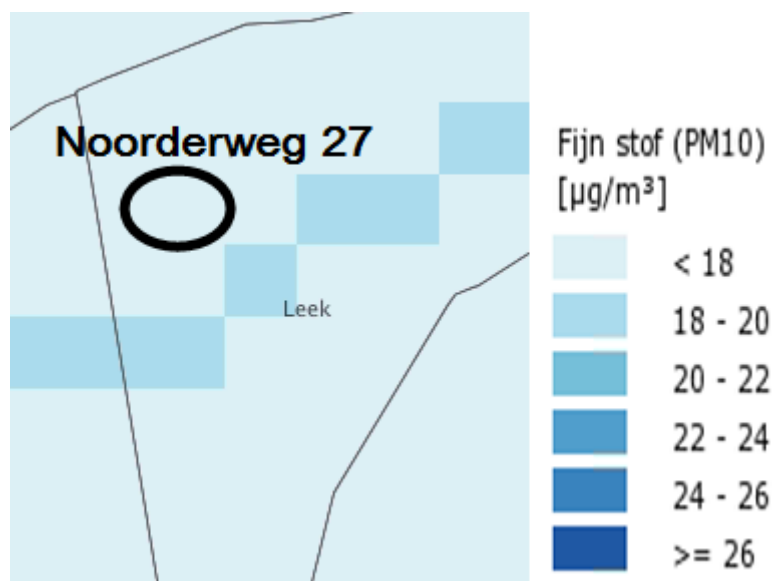 Noorderweg 27
Leek
Fijn stof (PM10)
[µg/m³]
< 18
18 - 20
20 - 22
22 - 24
24 - 26
>= 26